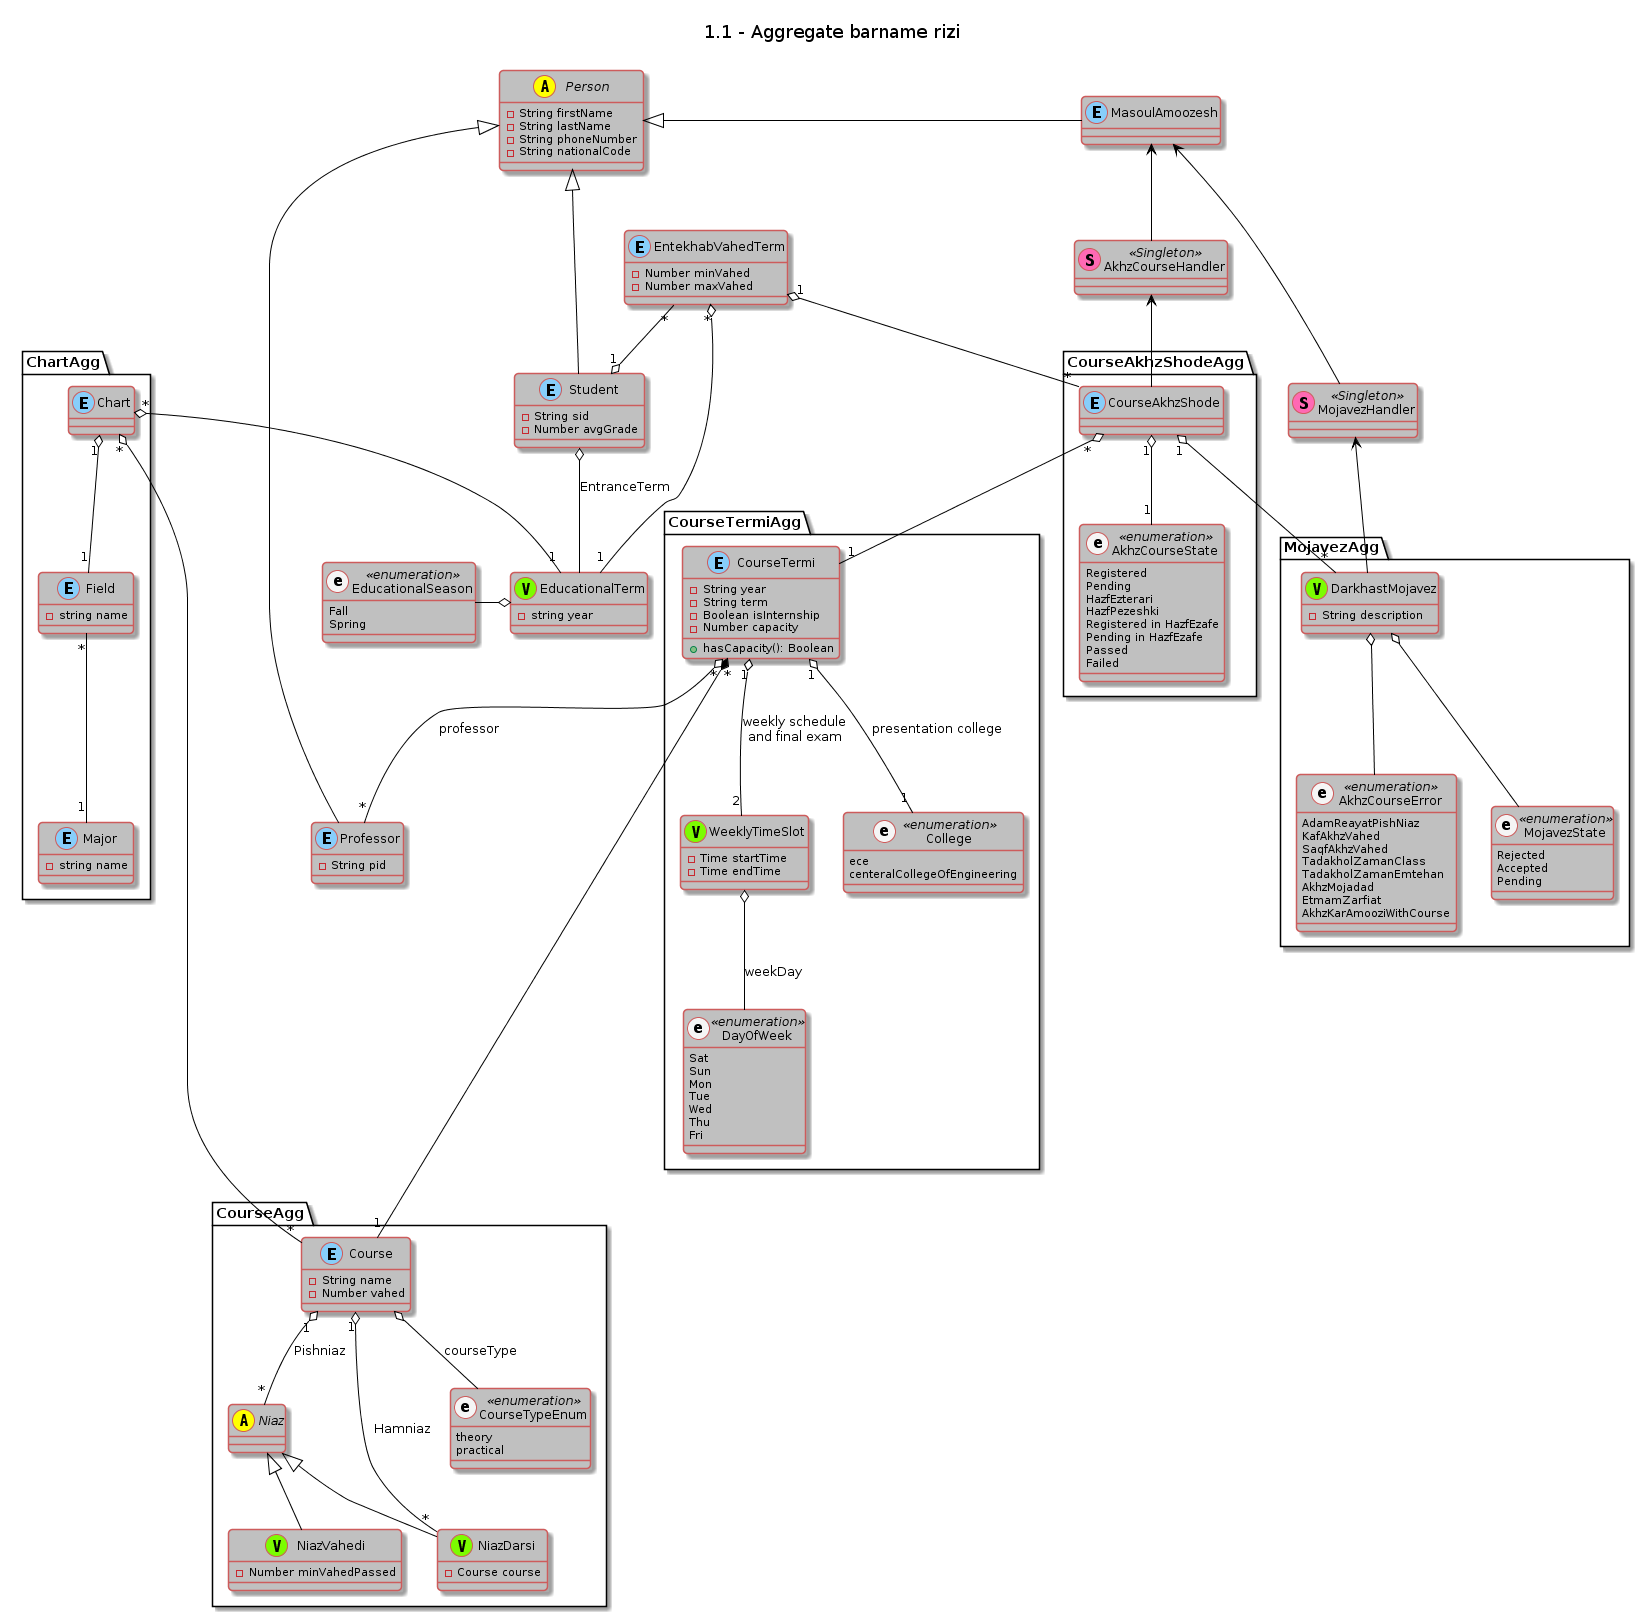 1.1 - Aggregate barname rizi
A Person
String firstName
String lastName
String phoneNumber
String nationalCode
E MasoulAmoozesh
E EntekhabVahedTerm
Number minVahed
Number maxVahed
1
*
*
S «Singleton»
AkhzCourseHandler
ChartAgg
E Chart
*
1
*
1
E Field
string name
*
1
E Major
string name
1
E Student
String sid
Number avgGrade
EntranceTerm
1
1
e «enumeration»
EducationalSeason
Fall
Spring
V EducationalTerm
string year
CourseAkhzShodeAgg
*
E CourseAkhzShode
*
1
1
1
e «enumeration»
AkhzCourseState
Registered
Pending
HazfEzterari
HazfPezeshki
Registered in HazfEzafe
Pending in HazfEzafe
Passed
Failed
S «Singleton»
MojavezHandler
MojavezAgg
*
V DarkhastMojavez
String description
e «enumeration»
AkhzCourseError
AdamReayatPishNiaz
KafAkhzVahed
SaqfAkhzVahed
TadakholZamanClass
TadakholZamanEmtehan
AkhzMojadad
EtmamZarfiat
AkhzKarAmooziWithCourse
e «enumeration»
MojavezState
Rejected
Accepted
Pending
CourseTermiAgg
E CourseTermi
1
String year
String term
Boolean isInternship
Number capacity
hasCapacity(): Boolean
*
*
1
1
professor
weekly schedule
and final exam
presentation college
*
2
1
E Professor
String pid
V WeeklyTimeSlot
Time startTime
Time endTime
e «enumeration»
College
ece
centeralCollegeOfEngineering
weekDay
e «enumeration»
DayOfWeek
Sat
Sun
Mon
Tue
Wed
Thu
Fri
CourseAgg
*
1
E Course
String name
Number vahed
1
1
Pishniaz
courseType
*
A Niaz
Hamniaz
e «enumeration»
CourseTypeEnum
theory
practical
*
V NiazVahedi
Number minVahedPassed
V NiazDarsi
Course course